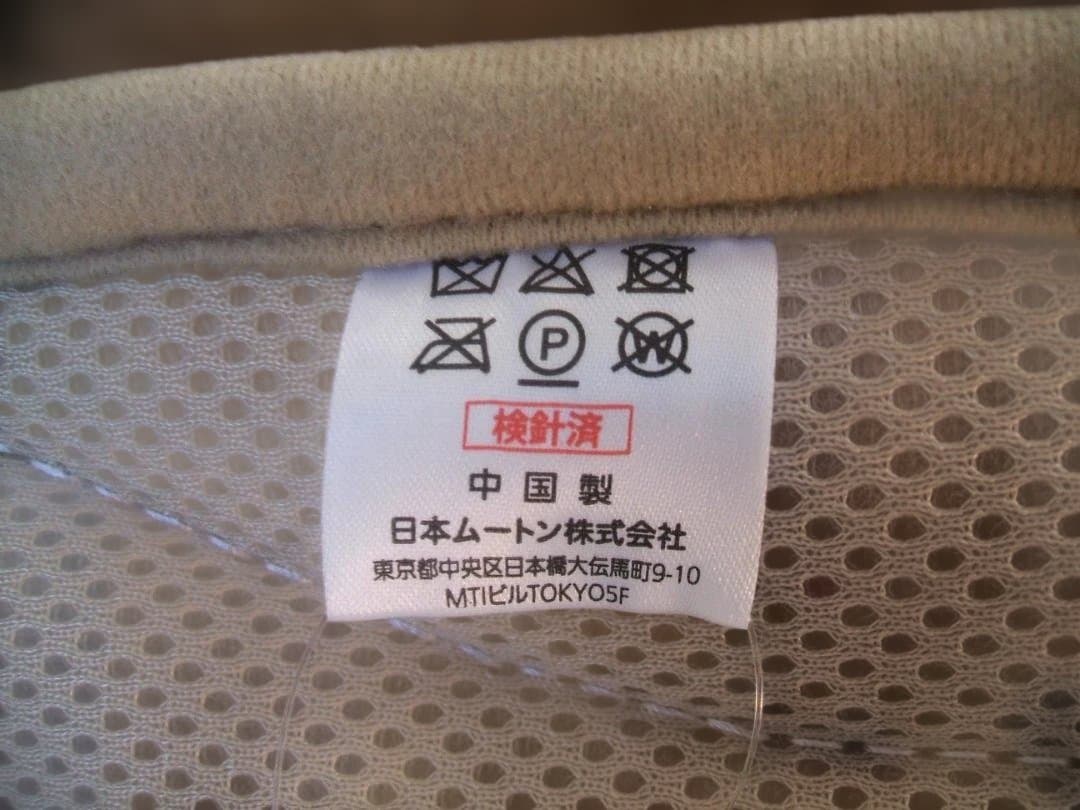 P W
検針済
中国製
日本ムートン株式会社
東京都中央区日本橋大伝馬町9-10
MTIビルTOKYO5F